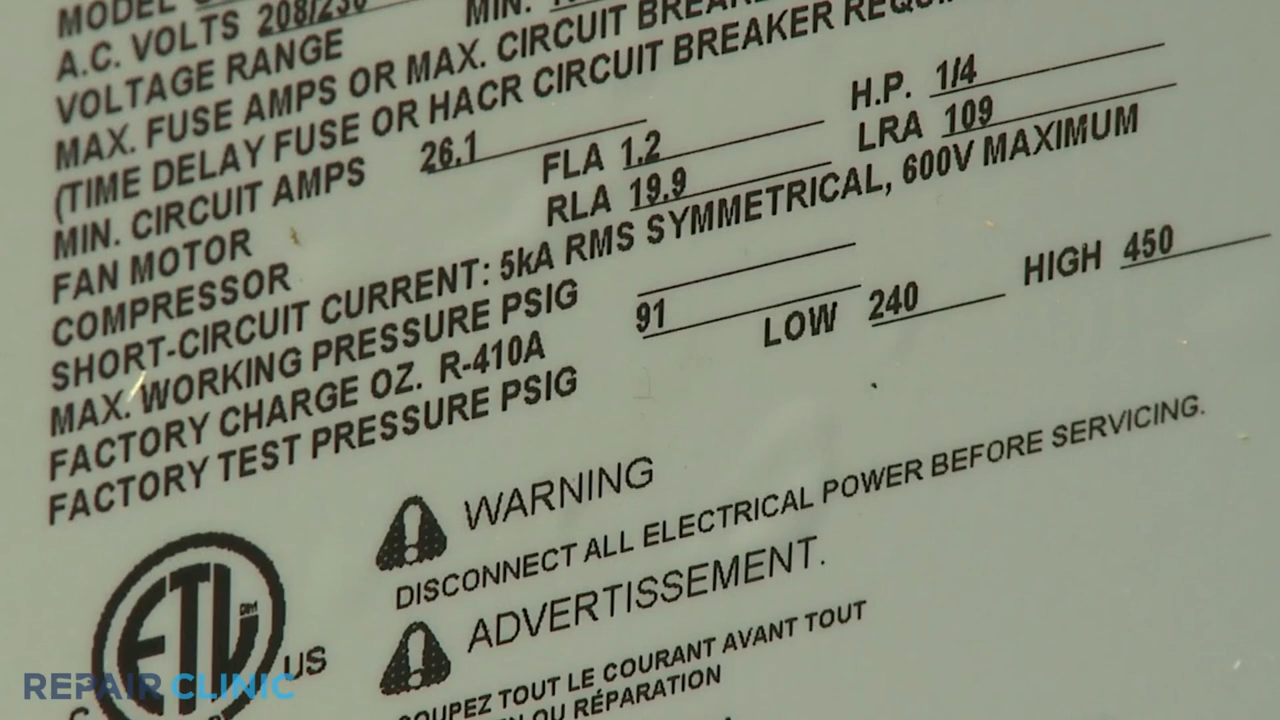 MODEL
A.C. VOLTS 208/230 MIN.
VOLTAGE RANGE
MAX. FUSE AMPS OR MAX. CIRCUIT
(TIME DELAY FUSE OR HACR CIRCUIT BREAKER
MIN. CIRCUIT AMPS 26.1
FAN MOTOR FLA 1.2 H.P. 1/4
COMPRESSOR RLA 19.9 LRA 109
SHORT-CIRCUIT CURRENT: 5kA RMS SYMMETRICAL, 600V MAXIMUM
MAX. WORKING PRESSURE PSIG
FACTORY CHARGE OZ. R-410A 91
FACTORY TEST PRESSURE PSIG LOW 240 HIGH 450
WARNING
DISCONNECT ALL ELECTRICAL POWER BEFORE SERVICING.
ADVERTISSEMENT.
COUPEZ TOUT LE COURANT AVANT TOUT
OU RÉPARATION
ETL
CM
US
C
REPAIR CLINIC